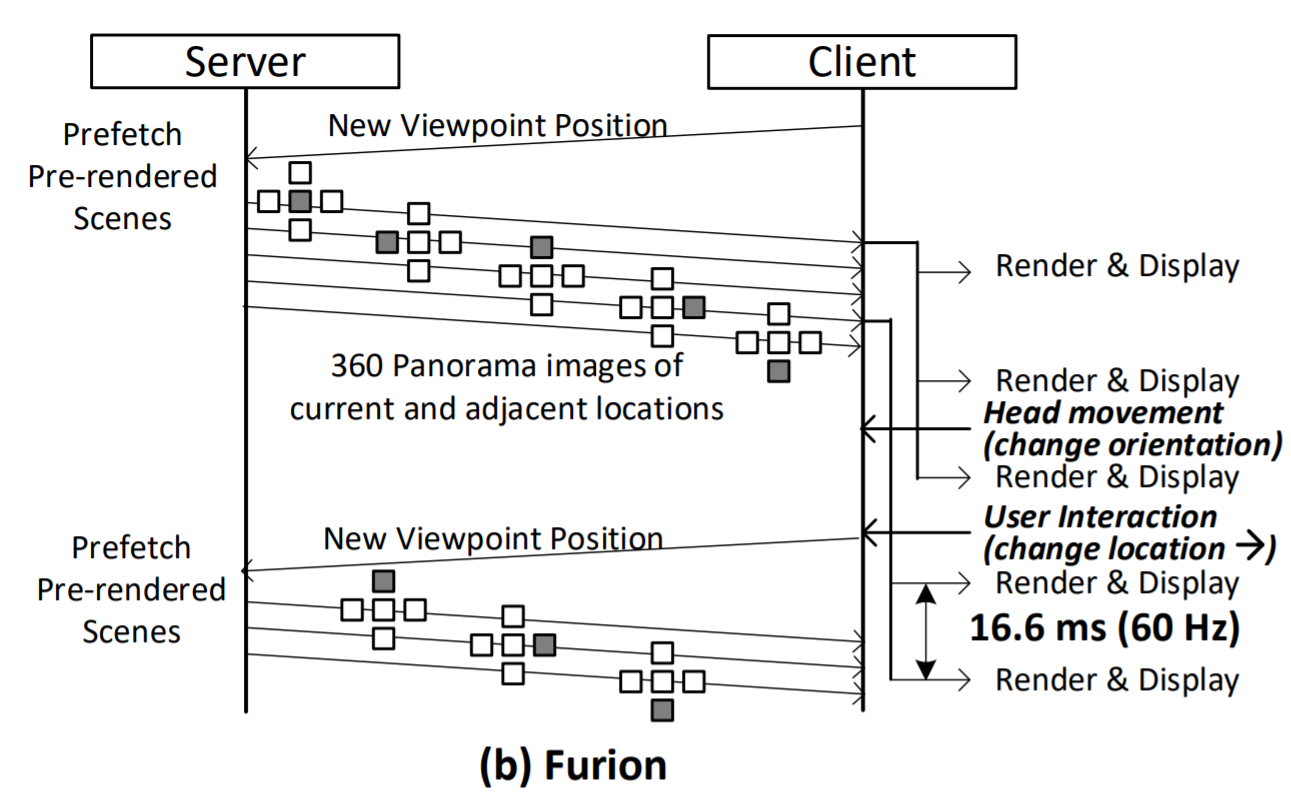 Server
Client
New Viewpoint Position
Prefetch
Pre-rendered
Scenes
Render & Display
360 Panorama images of
current and adjacent locations
Render & Display
Head movement
(change orientation)
Render & Display
User Interaction
(change location →)
New Viewpoint Position
Prefetch
Pre-rendered
Scenes
Render & Display
16.6 ms (60 Hz)
Render & Display
(b) Furion